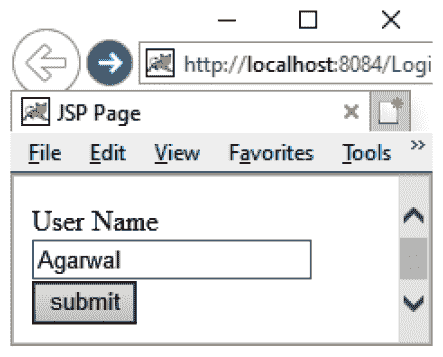 http://localhost:8084/Logi
JSP Page
File Edit View Favorites Tools
User Name
Agarwal
submit